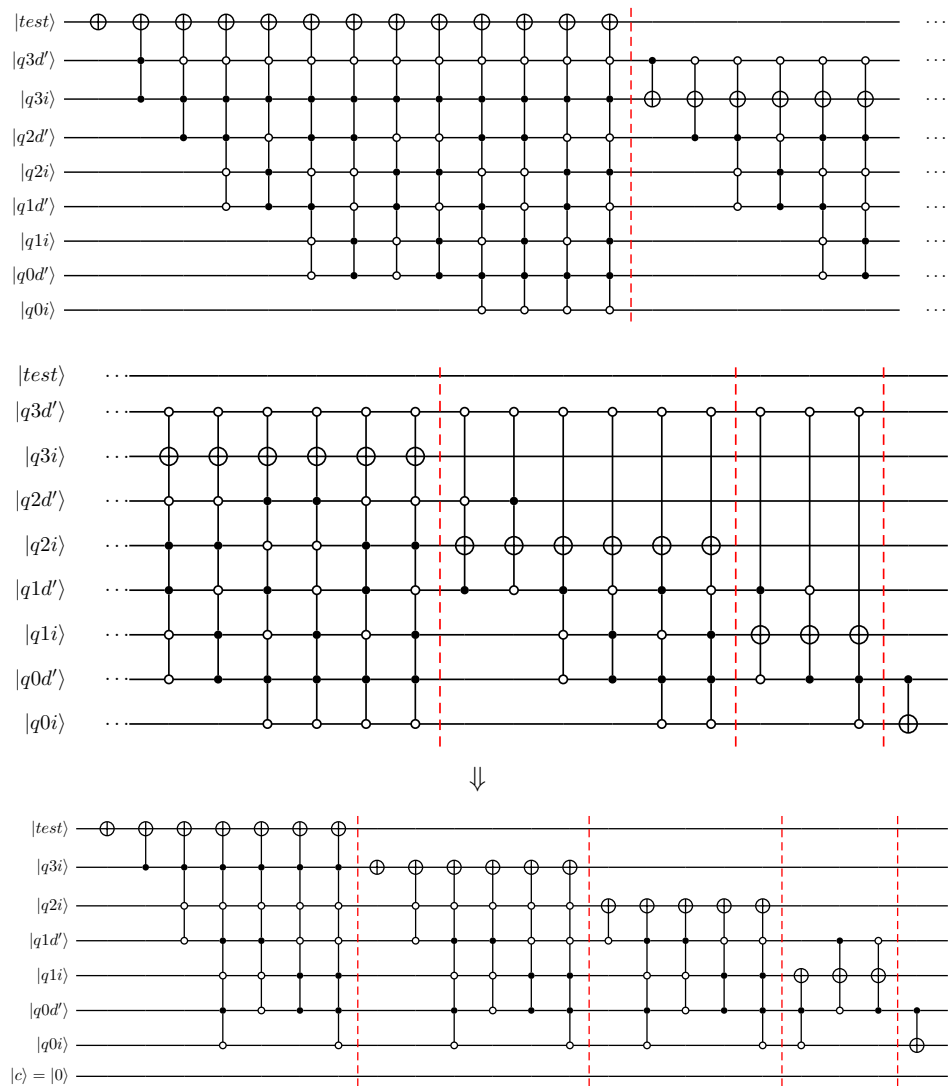 |test⟩ ...
|q3d′⟩ ...
|q3i⟩ ...
|q2d′⟩ ...
|q2i⟩ ...
|q1d′⟩ ...
|q1i⟩ ...
|q0d′⟩ ...
|q0i⟩ ...
|test⟩ ...
|q3d′⟩ ...
|q3i⟩ ...
|q2d′⟩ ...
|q2i⟩ ...
|q1d′⟩ ...
|q1i⟩ ...
|q0d′⟩ ...
|q0i⟩ ...
⇓
|test⟩
|q3i⟩
|q2i⟩
|q1d′⟩
|q1i⟩
|q0d′⟩
|q0i⟩
|c⟩ = |0⟩